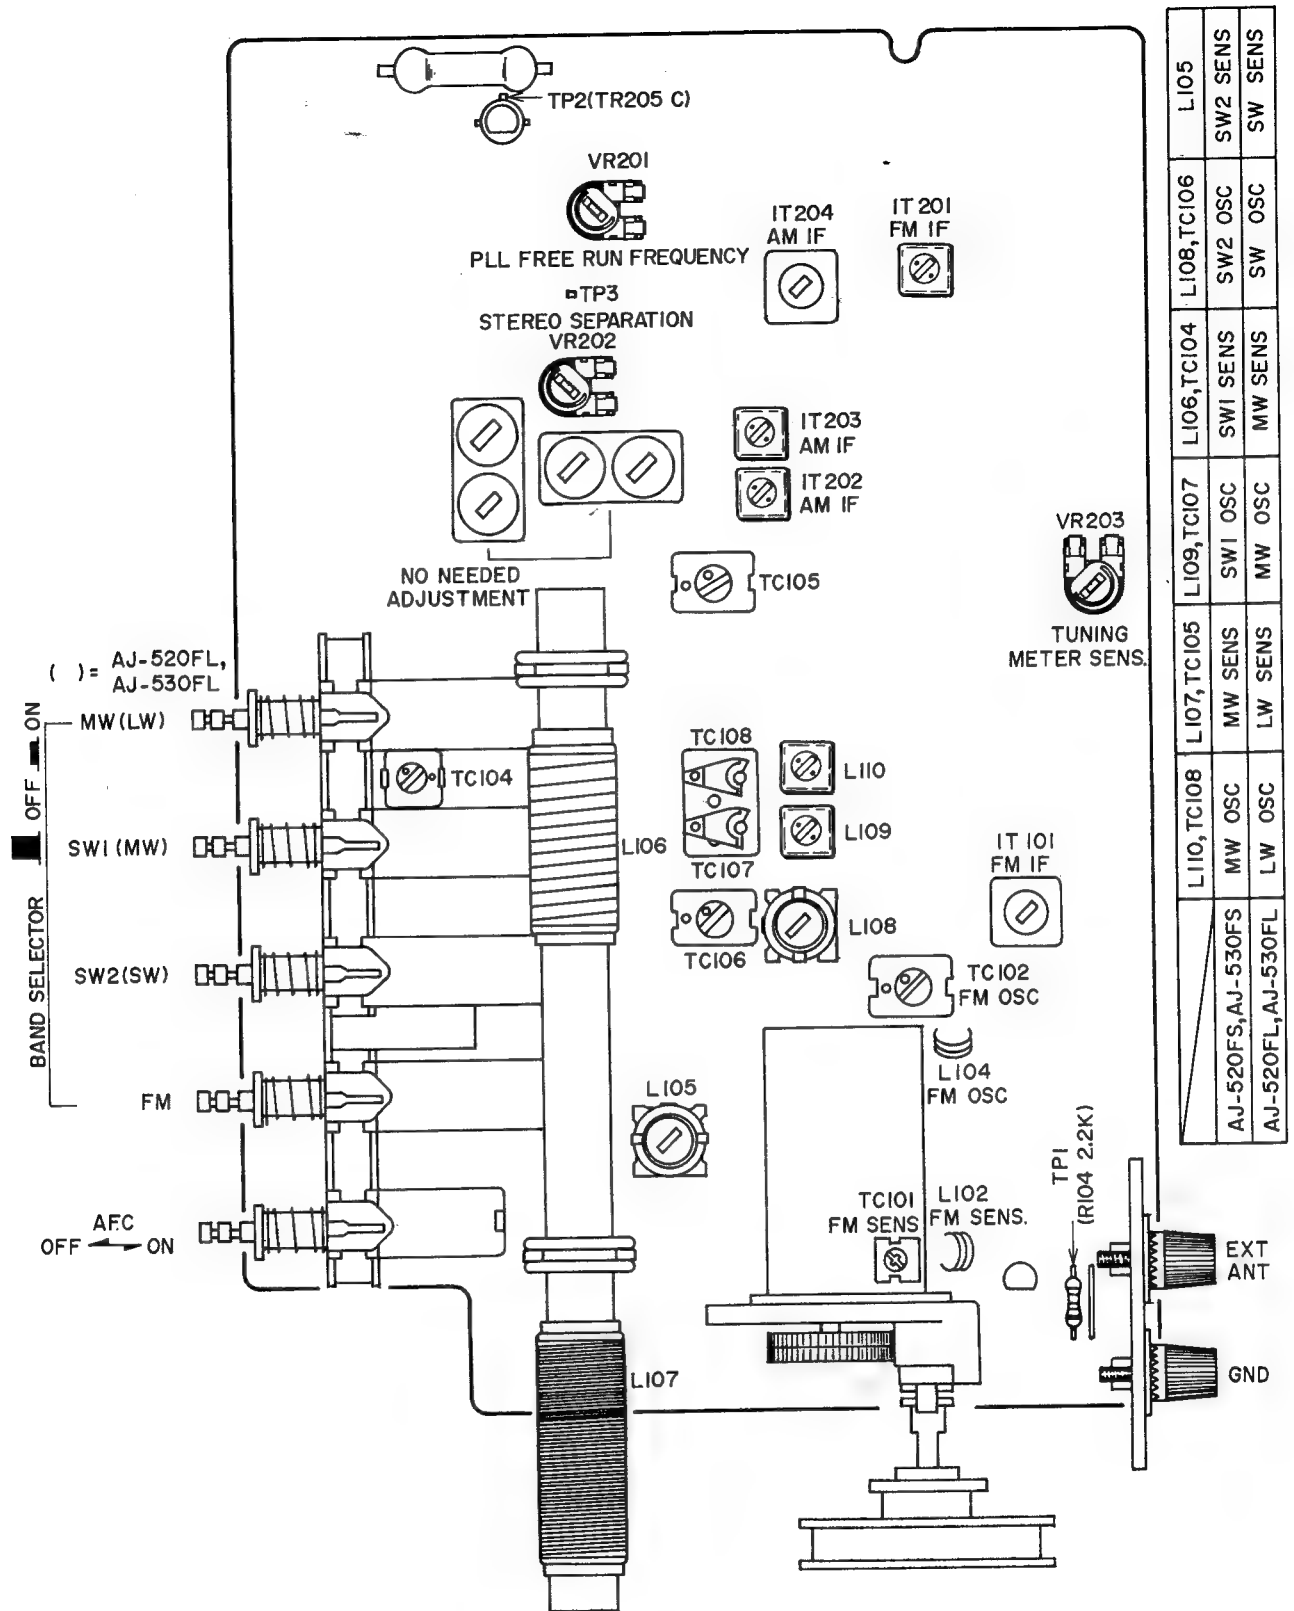 TP2(TR205 C)
VR201
PLL FREE RUN FREQUENCY
TP3
STEREO SEPARATION
VR202
IT204
AM IF
IT201
FM IF
IT203
AM IF
IT202
AM IF
NO NEEDED
ADJUSTMENT
TC105
VR203
TUNING
METER SENS.
( )= AJ-520FL,
AJ-530FL
BAND SELECTOR OFF ON
MW(LW)
SW1(MW)
SW2(SW)
FM
AFC
OFF ON
TC104
L106
TC108
TC107
L110
L109
TC106
L108
IT101
FM IF
TC102
FM OSC
L104
FM OSC
L105
TC101
FM SENS
L102
FM SENS.
TP1
(R104 2.2K)
EXT
ANT
GND
L107
L110,TC108 L107,TC105 L109,TC107 L106,TC104 L108,TC106 L105
AJ-520FS,AJ-530FS MW OSC MW SENS SW1 OSC SW1 SENS SW2 OSC SW2 SENS
AJ-520FL,AJ-530FL LW OSC LW SENS MW OSC MW SENS SW OSC SW SENS